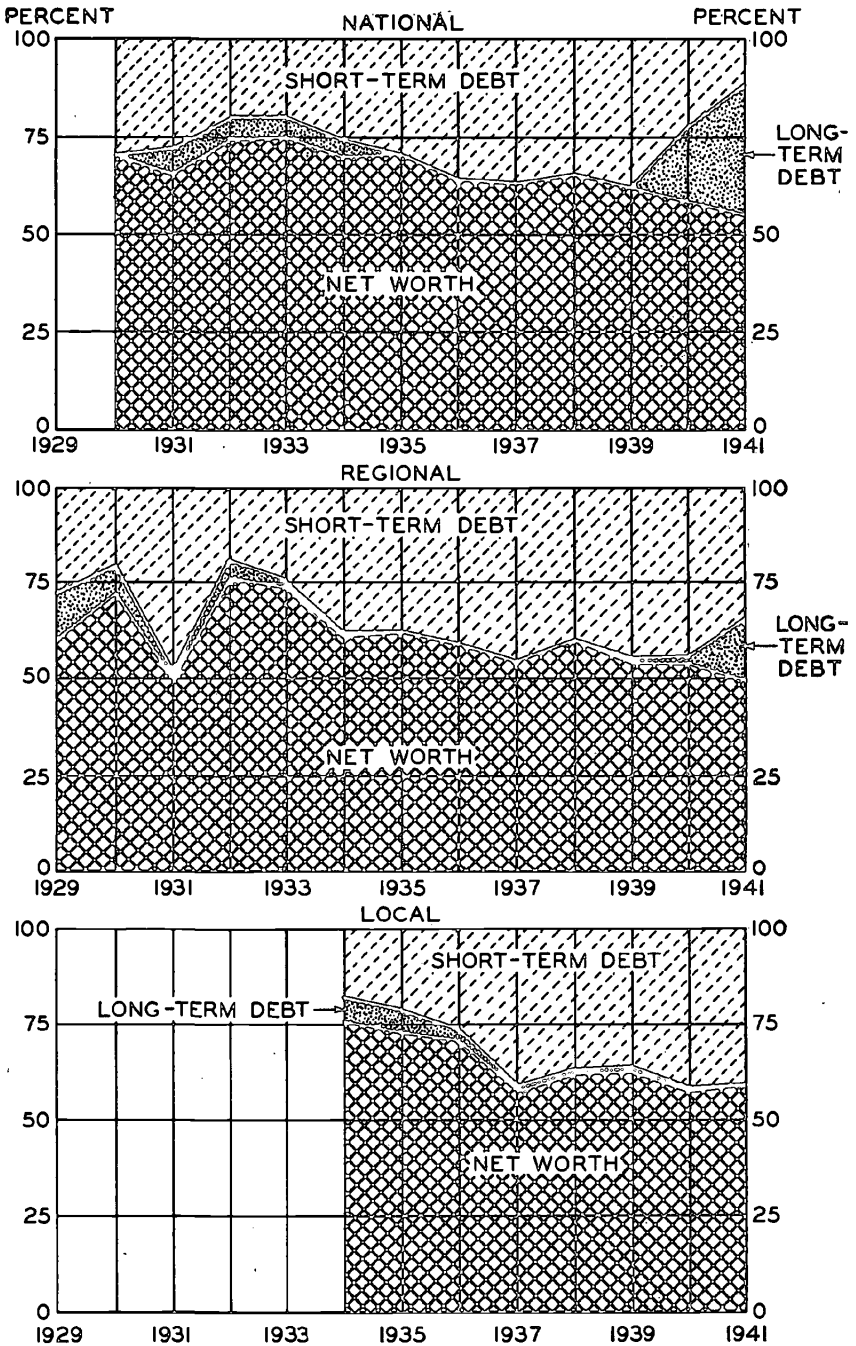 PERCENT PERCENT
NATIONAL
100 100
SHORT-TERM DEBT
75 75
LONG-
TERM
DEBT
50 50
NET WORTH
25 25
0 0
1929 1931 1933 1935 1937 1939 1941
REGIONAL
100 100
SHORT-TERM DEBT
75 75
LONG-
TERM
DEBT
50 50
NET WORTH
25 25
0 0
1929 1931 1933 1935 1937 1939 1941
LOCAL
100 100
SHORT-TERM DEBT
LONG-TERM DEBT
75 75
50 50
NET WORTH
25 25
0 0
1929 1931 1933 1935 1937 1939 1941